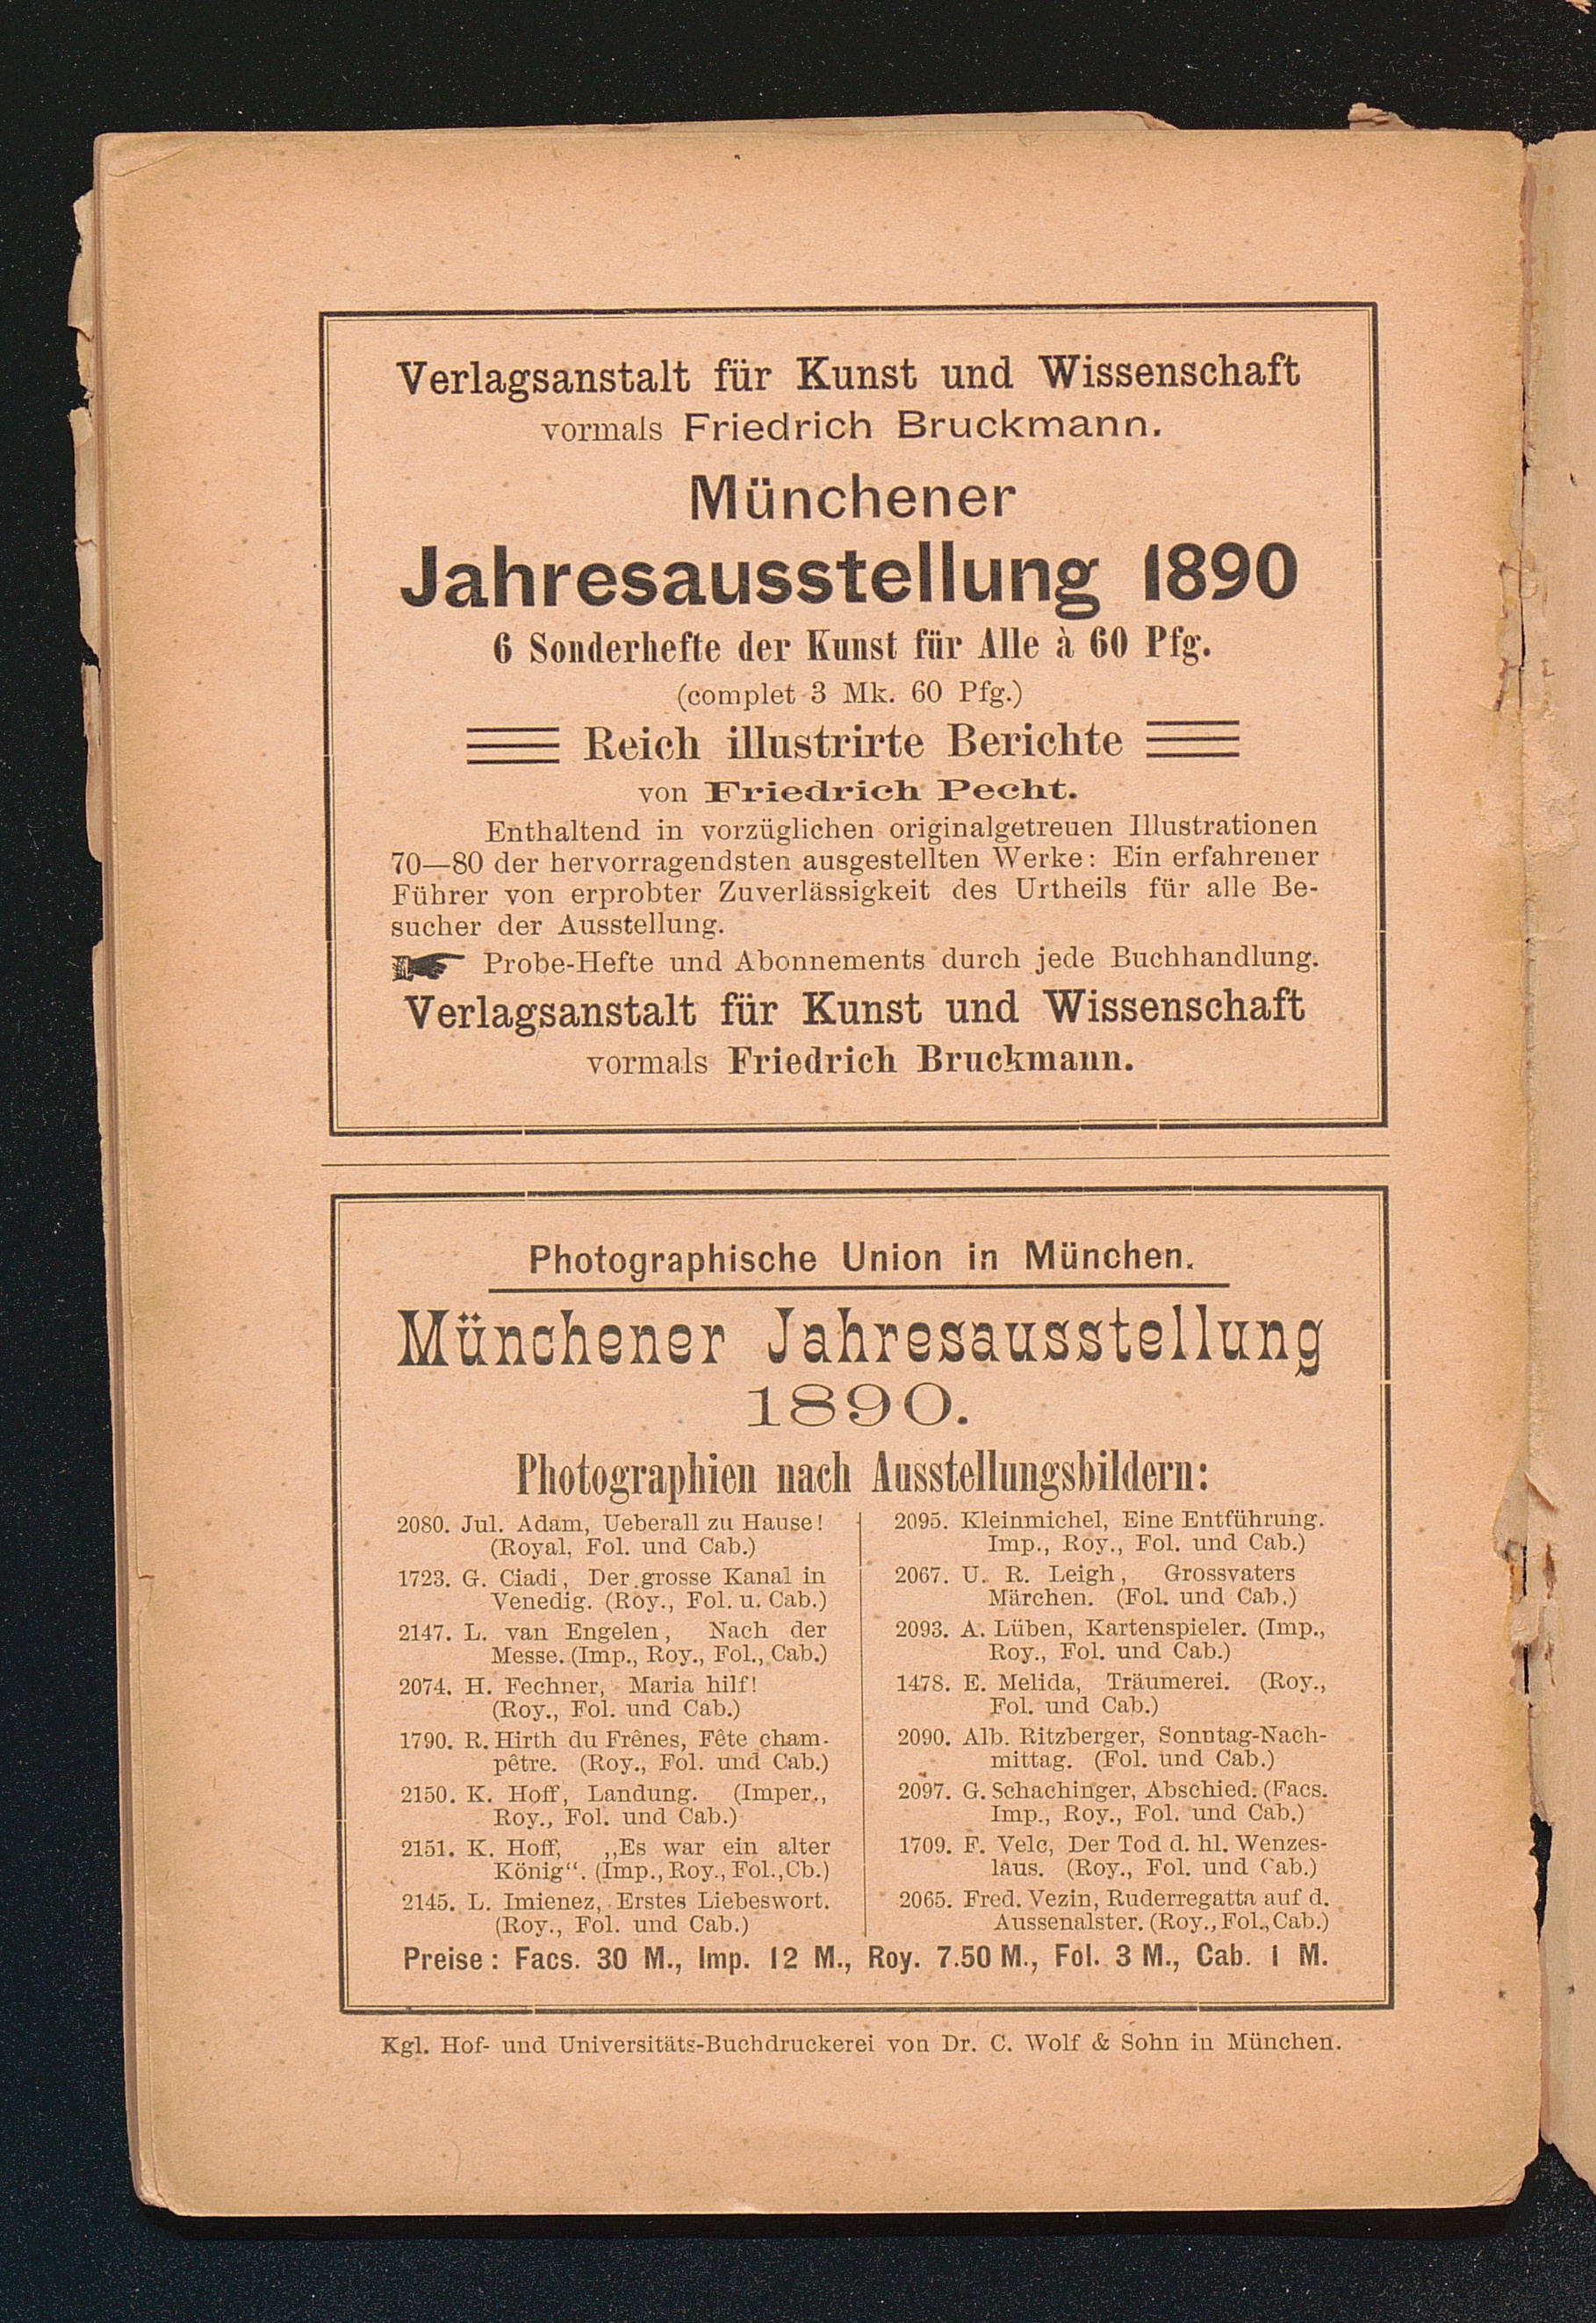 Verlagsanstalt für Kunst und Wissenschaft
vormals Friedrich Bruckmann.
Münchener
Jahresausstellung 1890
6 Sonderhefte der Kunst für Alle à 60 Pfg.
(complet 3 Mk. 60 Pfg.)
Reich illustrirte Berichte
von Friedrich Pecht.
Enthaltend in vorzüglichen originalgetreuen Illustrationen
70—80 der hervorragendsten ausgestellten Werke: Ein erfahrener
Führer von erprobter Zuverlässigkeit des Urtheils für alle Be-
sucher der Ausstellung.
☛ Probe-Hefte und Abonnements durch jede Buchhandlung.
Verlagsanstalt für Kunst und Wissenschaft
vormals Friedrich Bruckmann.
Photographische Union in München.
Münchener Jahresausstellung
1890.
Photographien nach Ausstellungsbildern:
2080. Jul. Adam, Ueberall zu Hause!
(Royal, Fol. und Cab.)
1723. G. Ciadi, Der grosse Kanal in
Venedig. (Roy., Fol. u. Cab.)
2147. L. van Engelen, Nach der
Messe. (Imp., Roy., Fol., Cab.)
2074. H. Fechner, Maria hilf!
(Roy., Fol. und Cab.)
1790. R. Hirth du Frênes, Fête cham-
pêtre. (Roy., Fol. und Cab.)
2150. K. Hoff, Landung. (Imper.,
Roy., Fol. und Cab.)
2151. K. Hoff, „Es war ein alter
König“. (Imp., Roy., Fol., Cb.)
2145. L. Imienez, Erstes Liebeswort.
(Roy., Fol. und Cab.)
2095. Kleinmichel, Eine Entführung.
Imp., Roy., Fol. und Cab.)
2067. U. R. Leigh, Grossvaters
Märchen. (Fol. und Cab.)
2093. A. Lüben, Kartenspieler. (Imp.,
Roy., Fol. und Cab.)
1478. E. Melida, Träumerei. (Roy.,
Fol. und Cab.)
2090. Alb. Ritzberger, Sonntag-Nach-
mittag. (Fol. und Cab.)
2097. G. Schachinger, Abschied. (Facs.
Imp., Roy., Fol. und Cab.)
1709. F. Velc, Der Tod d. hl. Wenzes-
laus. (Roy., Fol. und Cab.)
2065. Fred. Vezin, Ruderregatta auf d.
Aussenalster. (Roy., Fol., Cab.)
Preise: Facs. 30 M., Imp. 12 M., Roy. 7.50 M., Fol. 3 M., Cab. 1 M.
Kgl. Hof- und Universitäts-Buchdruckerei von Dr. C. Wolf & Sohn in München.